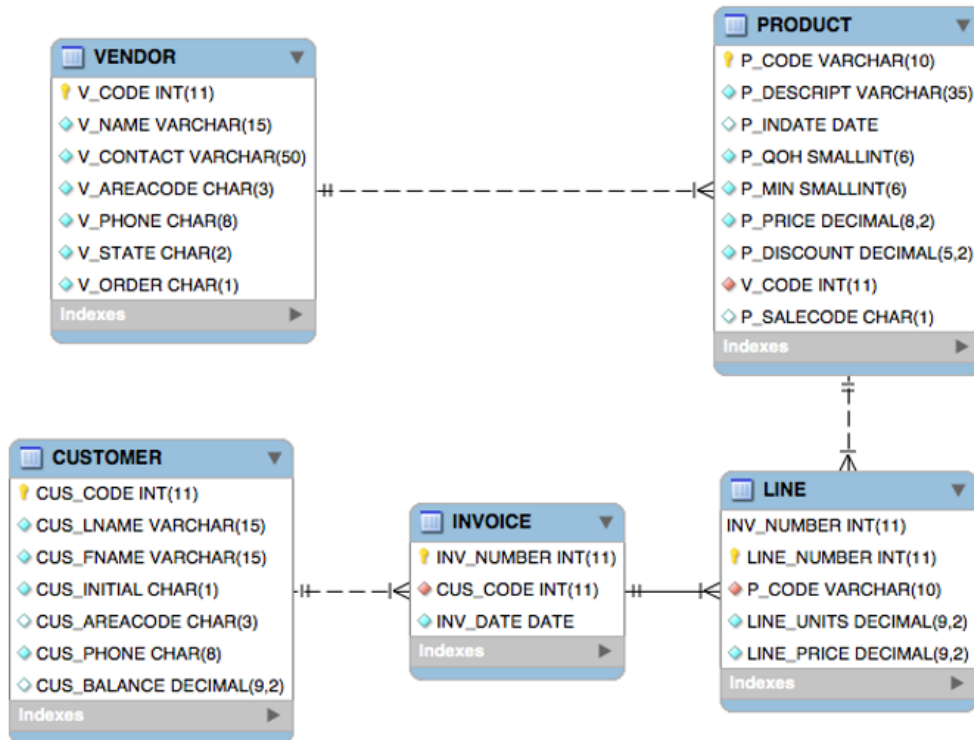 VENDOR
V_CODE INT(11)
V_NAME VARCHAR(15)
V_CONTACT VARCHAR(50)
V_AREACODE CHAR(3)
V_PHONE CHAR(8)
V_STATE CHAR(2)
V_ORDER CHAR(1)
Indexes
PRODUCT
P_CODE VARCHAR(10)
P_DESCRIPT VARCHAR(35)
P_INDATE DATE
P_QOH SMALLINT(6)
P_MIN SMALLINT(6)
P_PRICE DECIMAL(8,2)
P_DISCOUNT DECIMAL(5,2)
V_CODE INT(11)
P_SALECODE CHAR(1)
Indexes
CUSTOMER
CUS_CODE INT(11)
CUS_LNAME VARCHAR(15)
CUS_FNAME VARCHAR(15)
CUS_INITIAL CHAR(1)
CUS_AREACODE CHAR(3)
CUS_PHONE CHAR(8)
CUS_BALANCE DECIMAL(9,2)
Indexes
INVOICE
INV_NUMBER INT(11)
CUS_CODE INT(11)
INV_DATE DATE
Indexes
LINE
INV_NUMBER INT(11)
LINE_NUMBER INT(11)
P_CODE VARCHAR(10)
LINE_UNITS DECIMAL(9,2)
LINE_PRICE DECIMAL(9,2)
Indexes